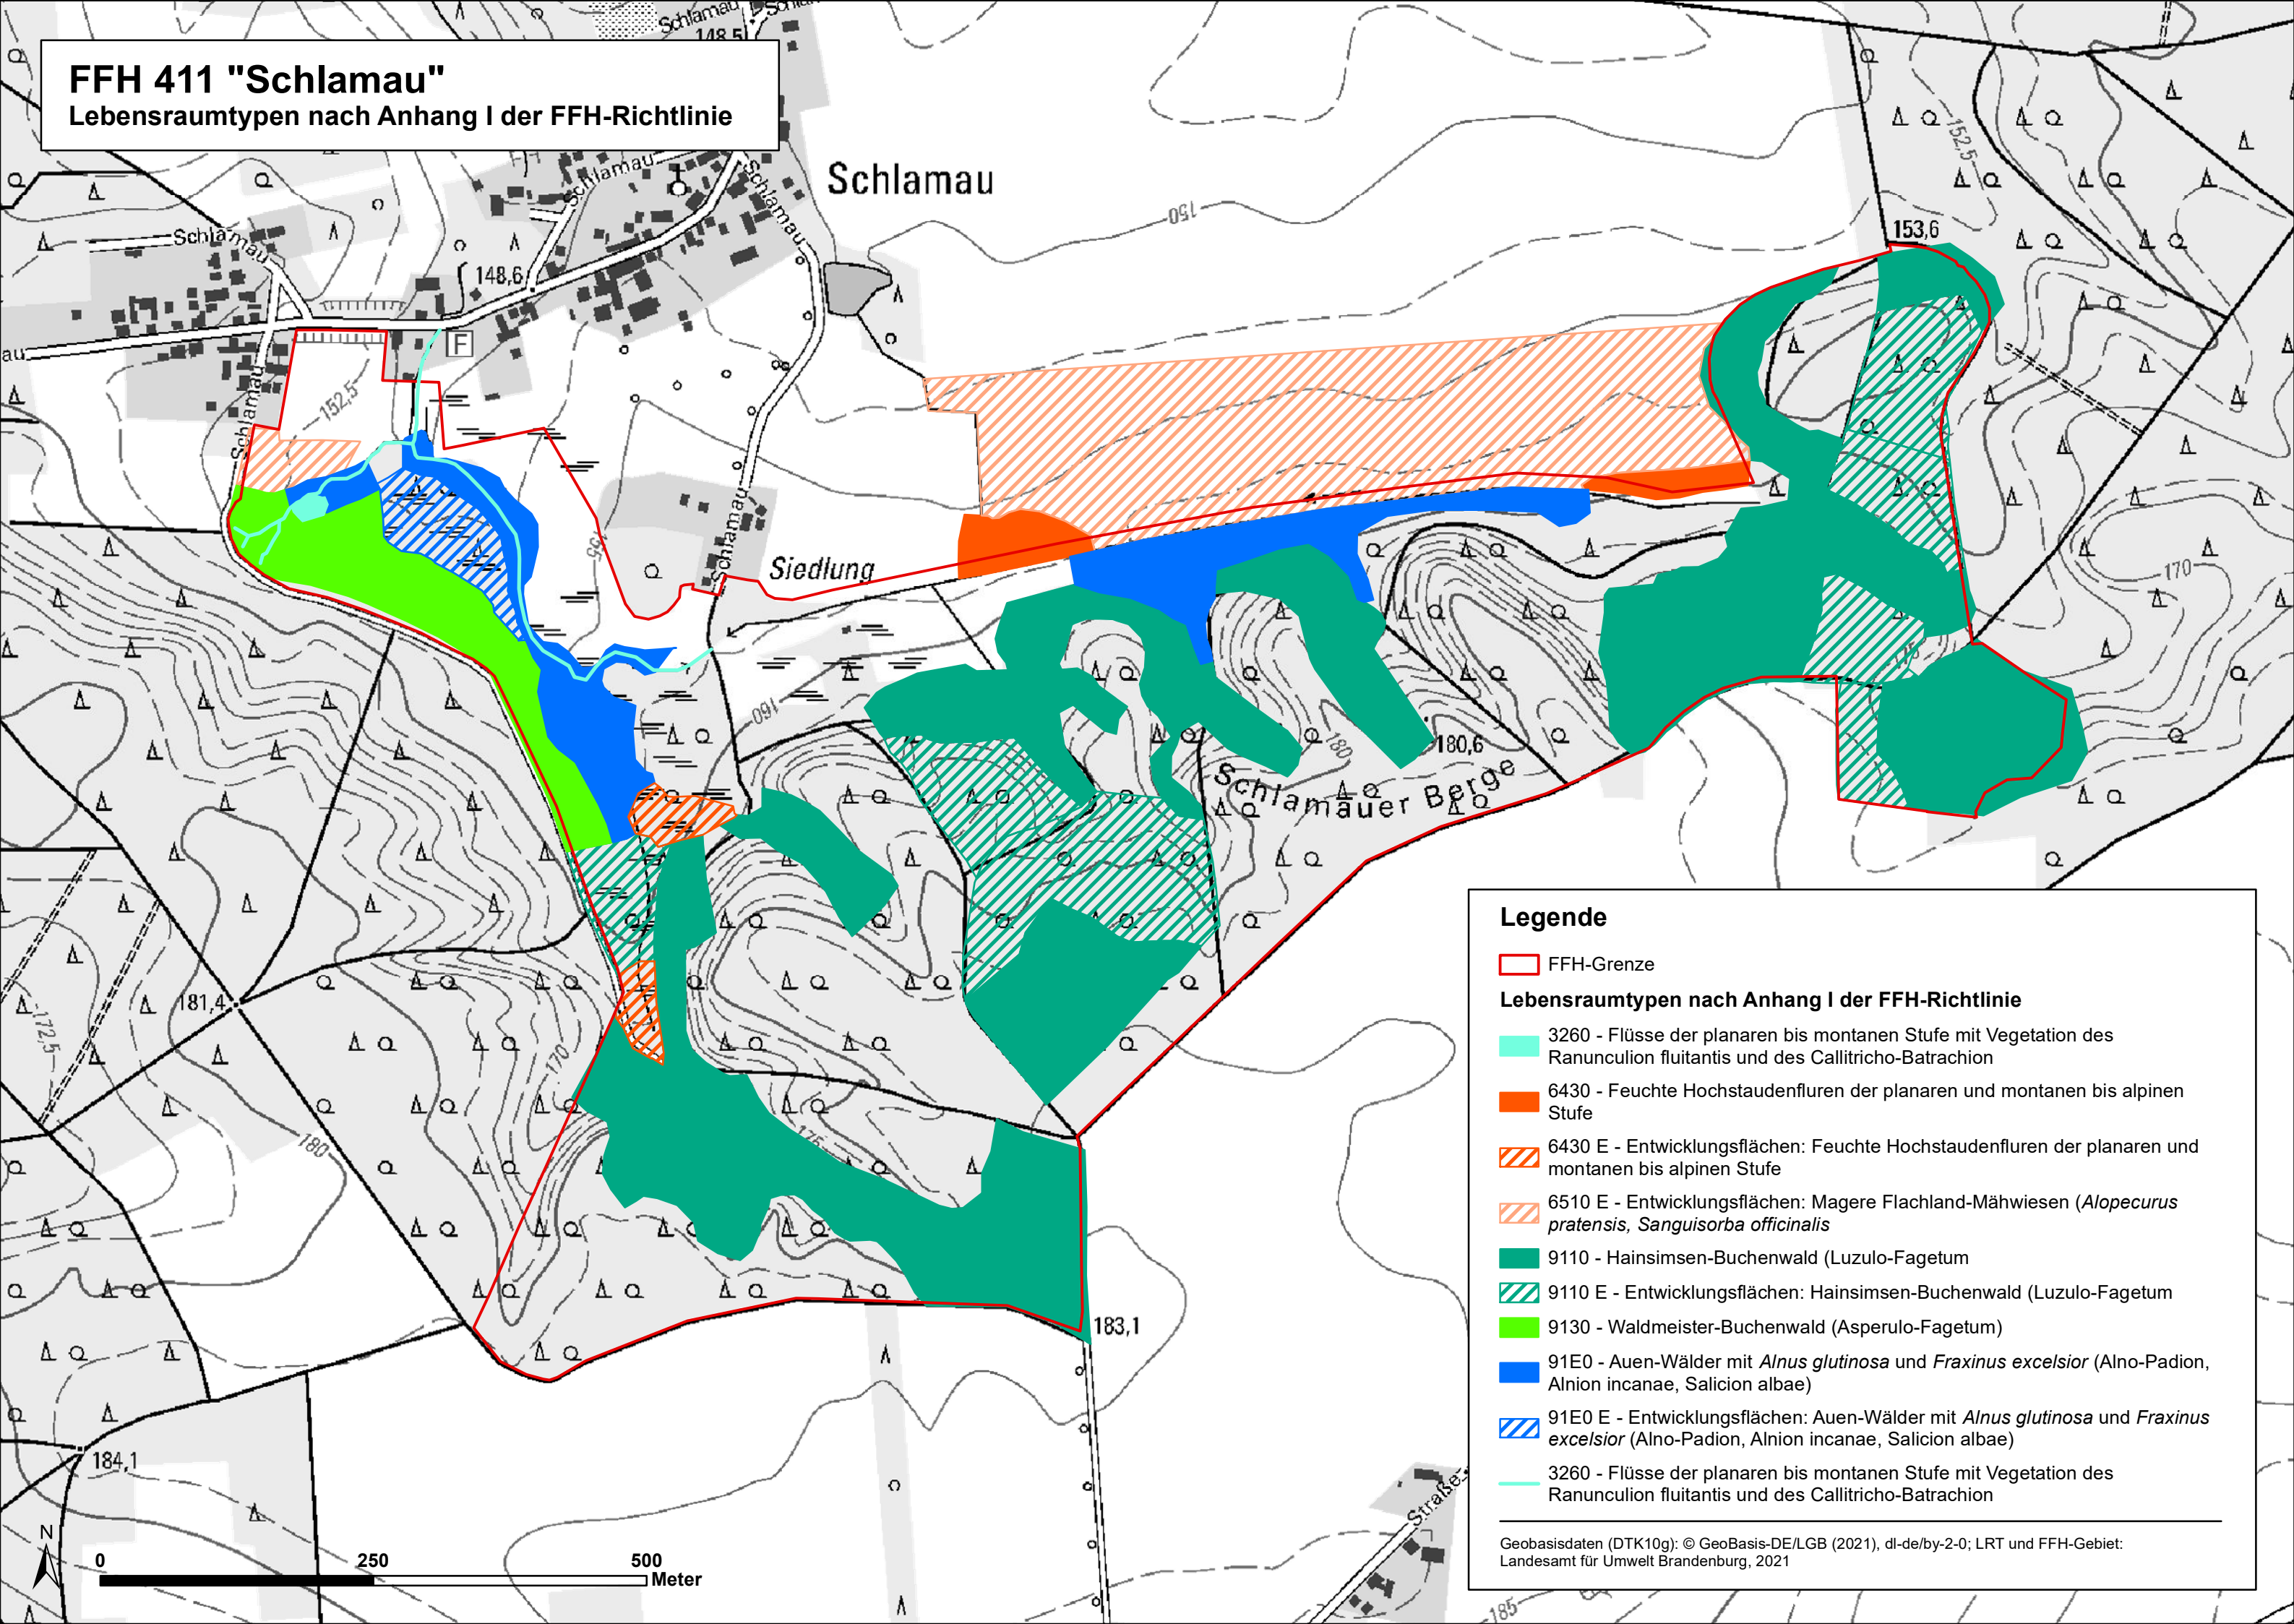 Schlamau
148,5
FFH 411 "Schlamau"
Lebensraumtypen nach Anhang I der FFH-Richtlinie
Schlamau
Schlamau
Schlamau
Schlamau
148,6
150
152,5
153,6
Schlamau
au
F
152,5
Schlamau
Schlamau
155
Siedlung
170
175
160
180
180,6
Schlamauer Berge
181,4
172,5
170
180
175
183,1
184,1
Straße
185
N
0 250 500
Meter
Legende
FFH-Grenze
Lebensraumtypen nach Anhang I der FFH-Richtlinie
3260 - Flüsse der planaren bis montanen Stufe mit Vegetation des
Ranunculion fluitantis und des Callitricho-Batrachion
6430 - Feuchte Hochstaudenfluren der planaren und montanen bis alpinen
Stufe
6430 E - Entwicklungsflächen: Feuchte Hochstaudenfluren der planaren und
montanen bis alpinen Stufe
6510 E - Entwicklungsflächen: Magere Flachland-Mähwiesen (Alopecurus
pratensis, Sanguisorba officinalis
9110 - Hainsimsen-Buchenwald (Luzulo-Fagetum
9110 E - Entwicklungsflächen: Hainsimsen-Buchenwald (Luzulo-Fagetum
9130 - Waldmeister-Buchenwald (Asperulo-Fagetum)
91E0 - Auen-Wälder mit Alnus glutinosa und Fraxinus excelsior (Alno-Padion,
Alnion incanae, Salicion albae)
91E0 E - Entwicklungsflächen: Auen-Wälder mit Alnus glutinosa und Fraxinus
excelsior (Alno-Padion, Alnion incanae, Salicion albae)
3260 - Flüsse der planaren bis montanen Stufe mit Vegetation des
Ranunculion fluitantis und des Callitricho-Batrachion
Geobasisdaten (DTK10g): © GeoBasis-DE/LGB (2021), dl-de/by-2-0; LRT und FFH-Gebiet:
Landesamt für Umwelt Brandenburg, 2021